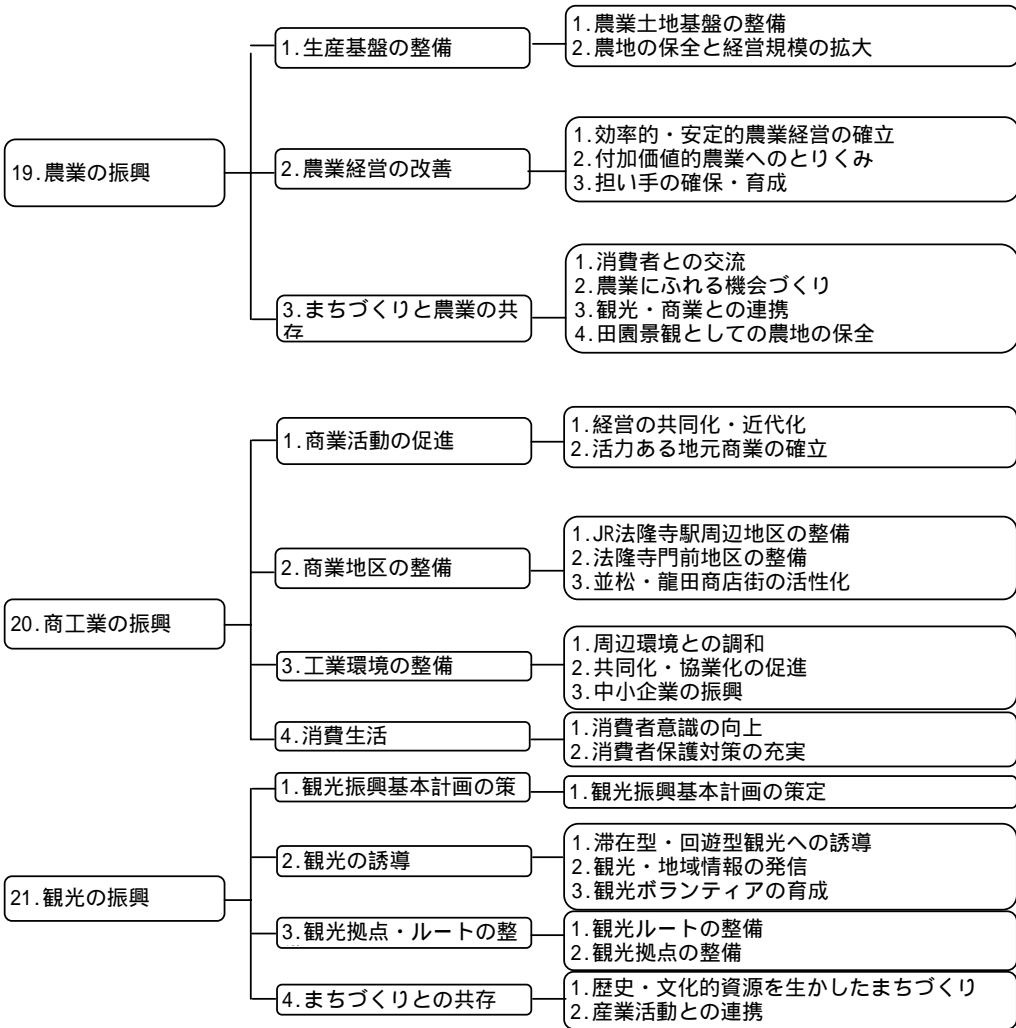 19.農業の振興
1.生産基盤の整備
1.農業土地基盤の整備
2.農地の保全と経営規模の拡大
2.農業経営の改善
1.効率的・安定的農業経営の確立
2.付加価値的農業へのとりくみ
3.担い手の確保・育成
3.まちづくりと農業の共
存
1.消費者との交流
2.農業にふれる機会づくり
3.観光・商業との連携
4.田園景観としての農地の保全
20.商工業の振興
1.商業活動の促進
1.経営の共同化・近代化
2.活力ある地元商業の確立
2.商業地区の整備
1.JR法隆寺駅周辺地区の整備
2.法隆寺門前地区の整備
3.並松・龍田商店街の活性化
3.工業環境の整備
1.周辺環境との調和
2.共同化・協業化の促進
3.中小企業の振興
4.消費生活
1.消費者意識の向上
2.消費者保護対策の充実
21.観光の振興
1.観光振興基本計画の策
1.観光振興基本計画の策定
2.観光の誘導
1.滞在型・回遊型観光への誘導
2.観光・地域情報の発信
3.観光ボランティアの育成
3.観光拠点・ルートの整
1.観光ルートの整備
2.観光拠点の整備
4.まちづくりとの共存
1.歴史・文化的資源を生かしたまちづくり
2.産業活動との連携